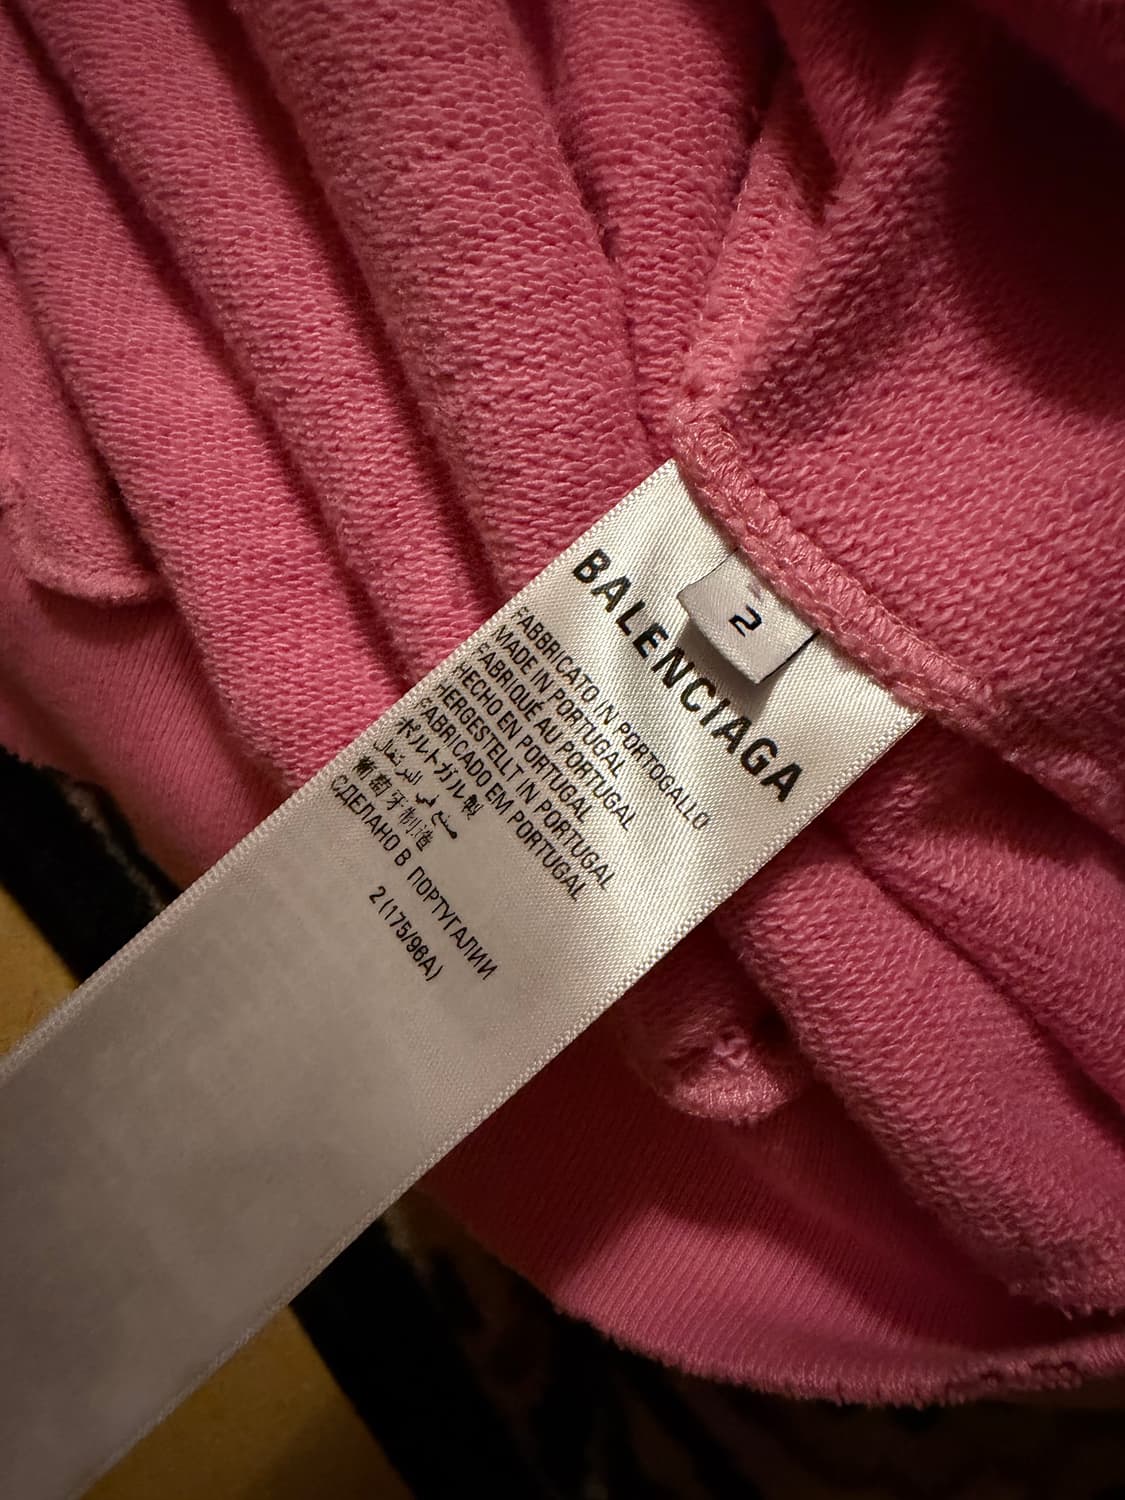 2
BALENCIAGA
FABBRICATO IN PORTOGALLO
MADE IN PORTUGAL
FABRIQUÉ AU PORTUGAL
HECHO EN PORTUGAL
HERGESTELLT IN PORTUGAL
FABRICADO EM PORTUGAL
ポルトガル製
صنع في البرتغال
葡萄牙制造
СДЕЛАНО В ПОРТУГАЛИИ
2 (175/96A)